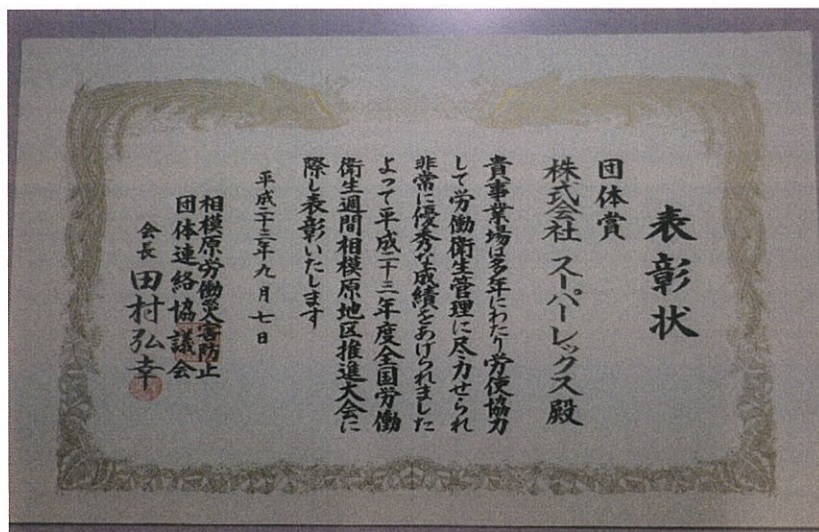 表彰状
団体賞
株式会社 スーパーレックス殿
貴事業場は多年にわたり労使協力
して労働衛生管理に尽力せられ
非常に優秀な成績をあげられました
よって平成二十三年度全国労働
衛生週間相模原地区推進大会に
際し表彰いたします
平成二十三年九月七日
相模原労働災害防止
団体連絡協議会
会長 田村弘幸